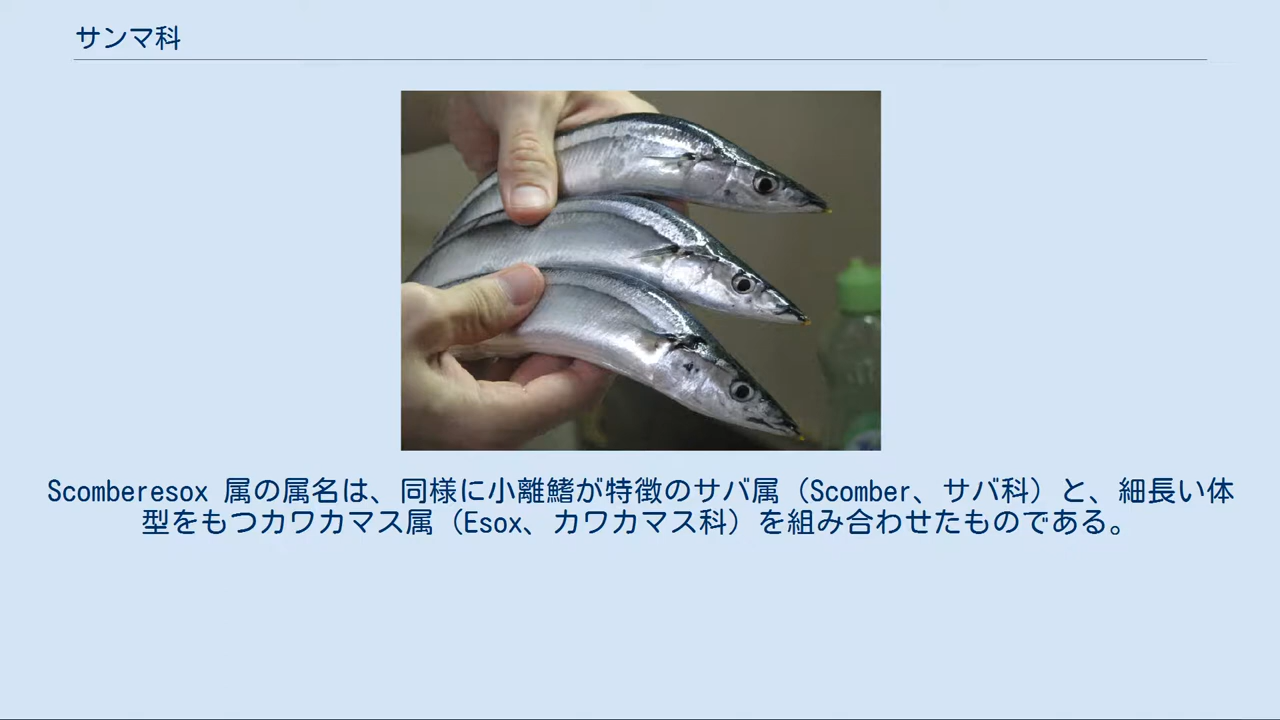 サンマ科
Scomberesox 属の属名は、同様に小離鰭が特徴のサバ属（Scomber、サバ科）と、細長い体
型をもつカワカマス属（Esox、カワカマス科）を組み合わせたものである。